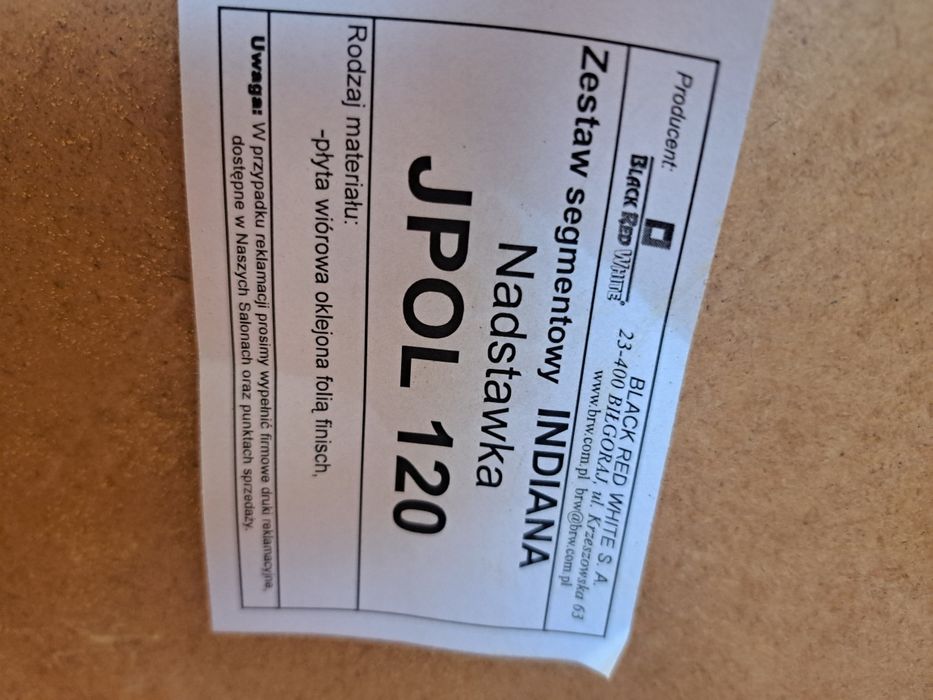 Producent:
BLACK RED WHITE®
BLACK RED WHITE S. A.
23-400 BIŁGORAJ, ul. Krzeszowska 63
www.brw.com.pl brw@brw.com.pl
Zestaw segmentowy INDIANA
Nadstawka
JPOL 120
Rodzaj materiału:
-płyta wiórowa oklejona folią finisch,
Uwaga: W przypadku reklamacji prosimy wypełnić firmowe druki reklamacyjne,
dostępne w Naszych Salonach oraz punktach sprzedaży.